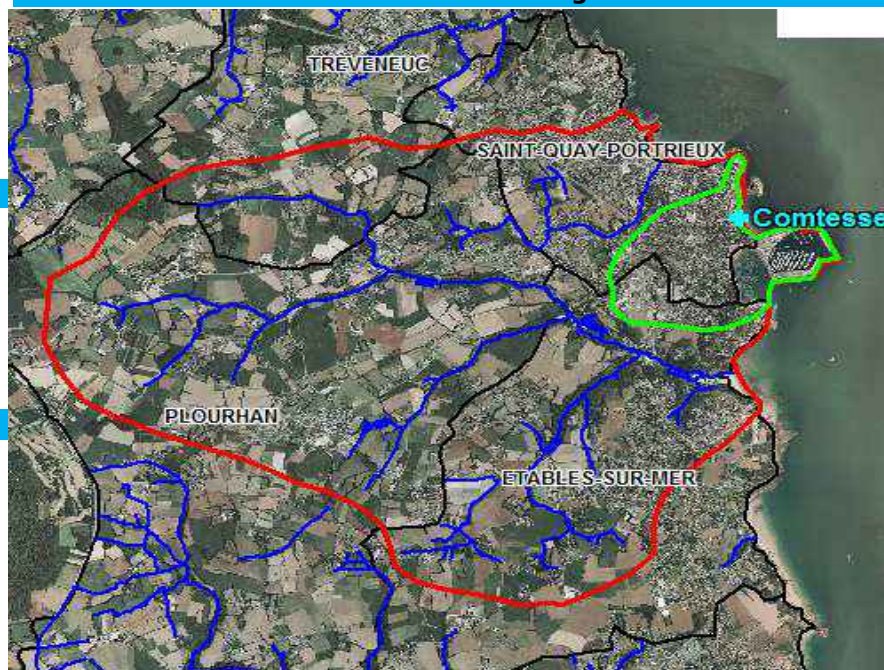 TREVENEUC
SAINT-QUAY-PORTRIEUX
Comtesse
PLOURHAN
ETABLES-SUR-MER